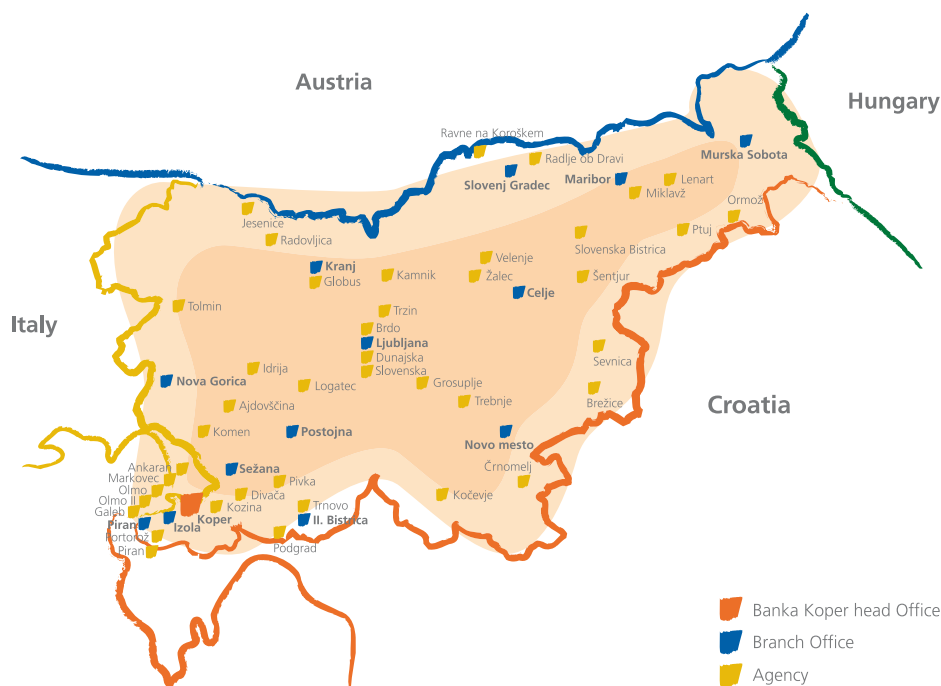 Austria
Hungary
Ravne na Koroškem
Radlje ob Dravi
Murska Sobota
Slovenj Gradec
Maribor
Lenart
Miklavž
Ormož
Jesenice
Ptuj
Radovljica
Slovenska Bistrica
Velenje
Kranj
Kamnik
Žalec
Šentjur
Globus
Celje
Tolmin
Trzin
Italy
Brdo
Ljubljana
Dunajska
Sevnica
Idrija
Slovenska
Nova Gorica
Logatec
Grosuplje
Trebnje
Brežice
Croatia
Ajdovščina
Komen
Postojna
Novo mesto
Ankaran
Sežana
Črnomelj
Markovec
Pivka
Olmo
Divača
Kočevje
Olmo II
Kozina
Trnovo
Galeb
Koper
Il. Bistrica
Piran
Izola
Portorož
Podgrad
Piran
Banka Koper head Office
Branch Office
Agency